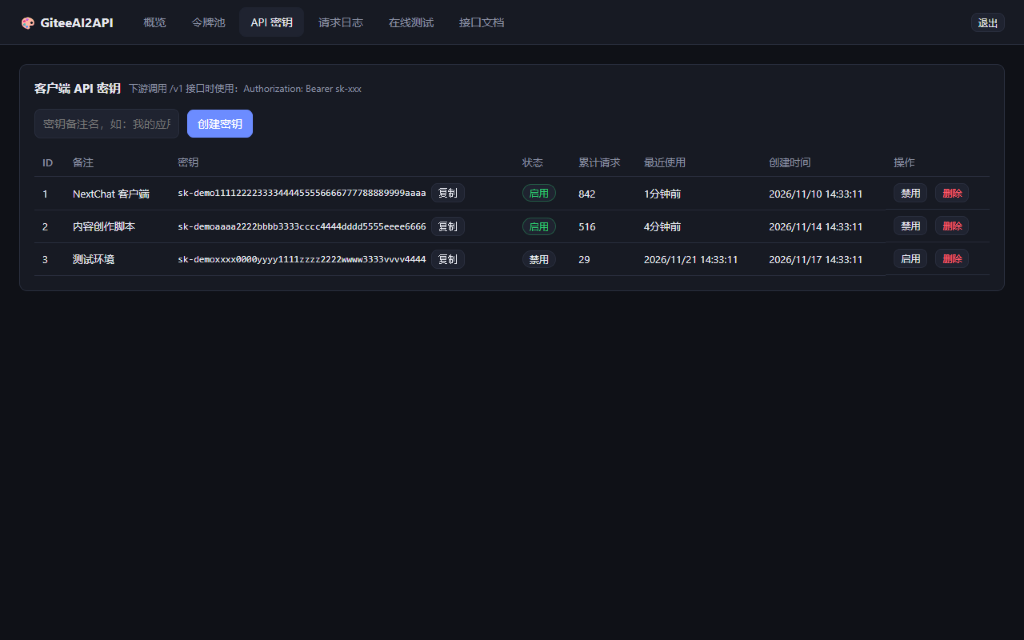 GiteeAI2API 概览 令牌池 API 密钥 请求日志 在线测试 接口文档 退出
客户端 API 密钥 下游调用 /v1 接口时使用：Authorization: Bearer sk-xxx
密钥备注名，如：我的应 创建密钥
ID 备注 密钥 状态 累计请求 最近使用 创建时间 操作
1 NextChat 客户端 sk-demo111122223333444455556666777788889999aaaa 复制 启用 842 1分钟前 2026/11/10 14:33:11 禁用 删除
2 内容创作脚本 sk-demoaaaa2222bbbb3333cccc4444dddd5555eeee6666 复制 启用 516 4分钟前 2026/11/14 14:33:11 禁用 删除
3 测试环境 sk-demoxxxx0000yyyy1111zzzz2222wwww3333vvvv4444 复制 禁用 29 2026/11/21 14:33:11 2026/11/17 14:33:11 启用 删除